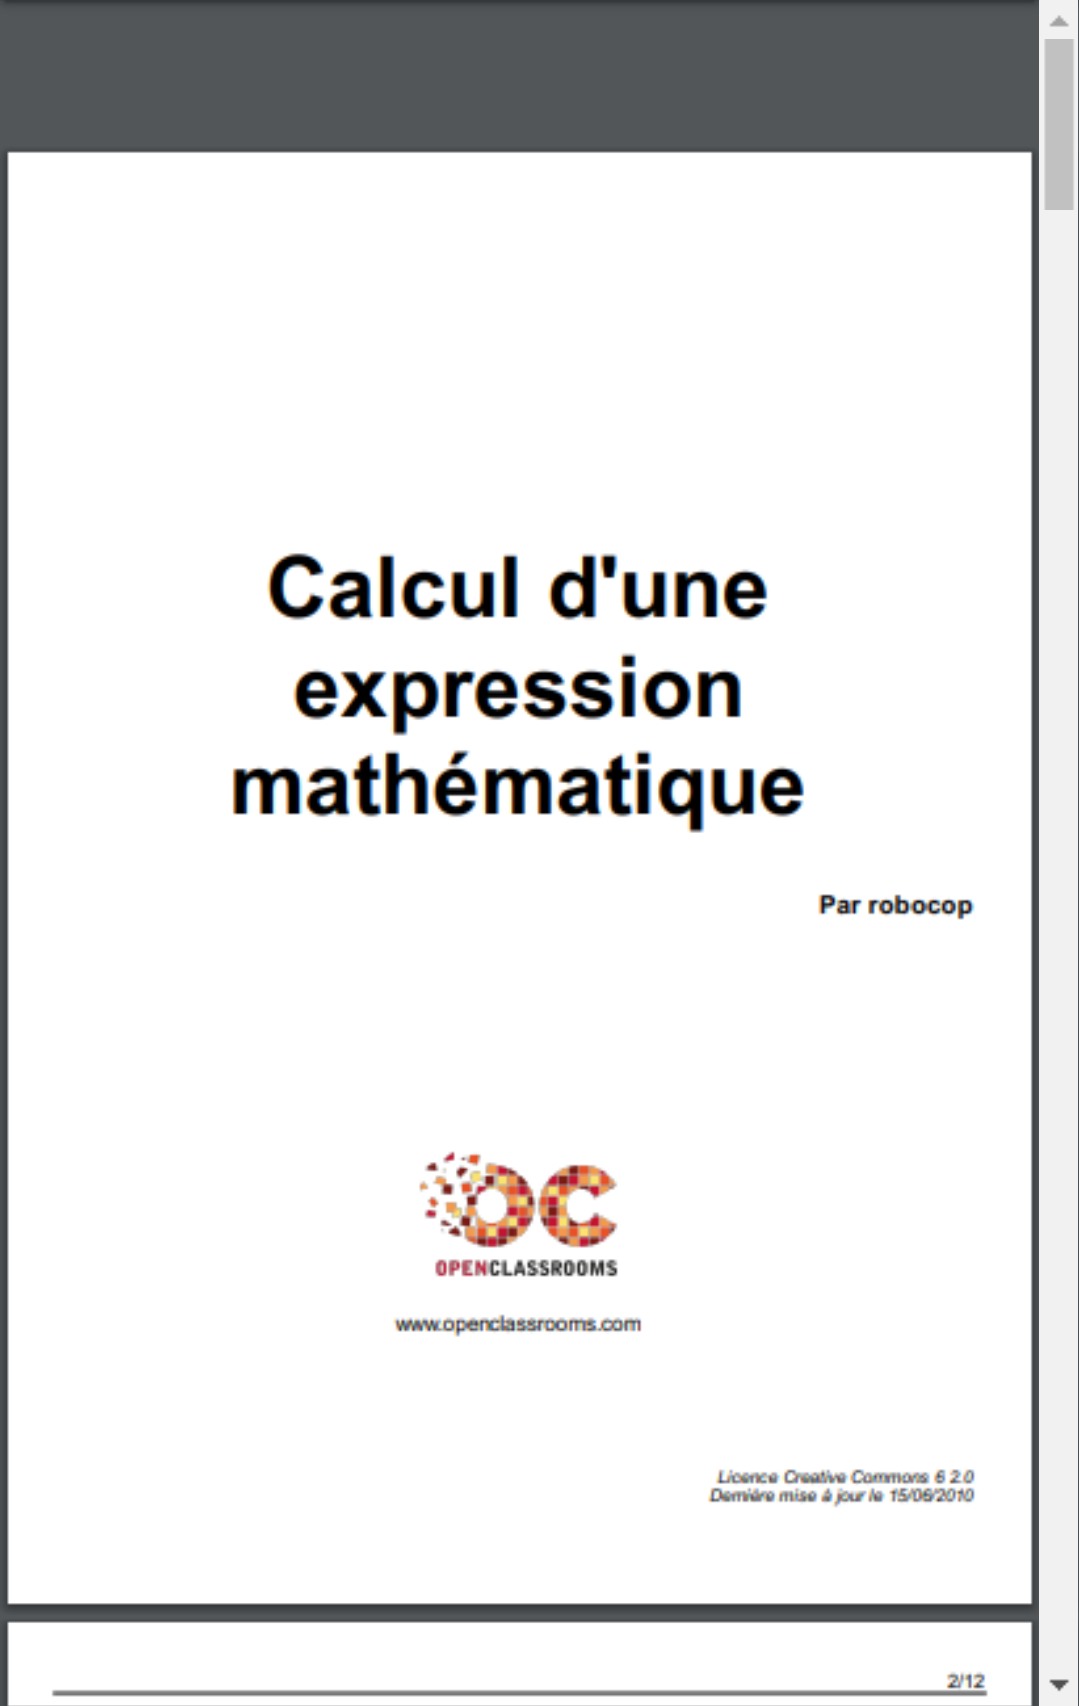 Calcul d'une
expression
mathématique
Par robocop
OC
OPENCLASSROOMS
www.openclassrooms.com
Licence Creative Commons 6 2.0
Dernière mise à jour le 15/06/2010
2/12